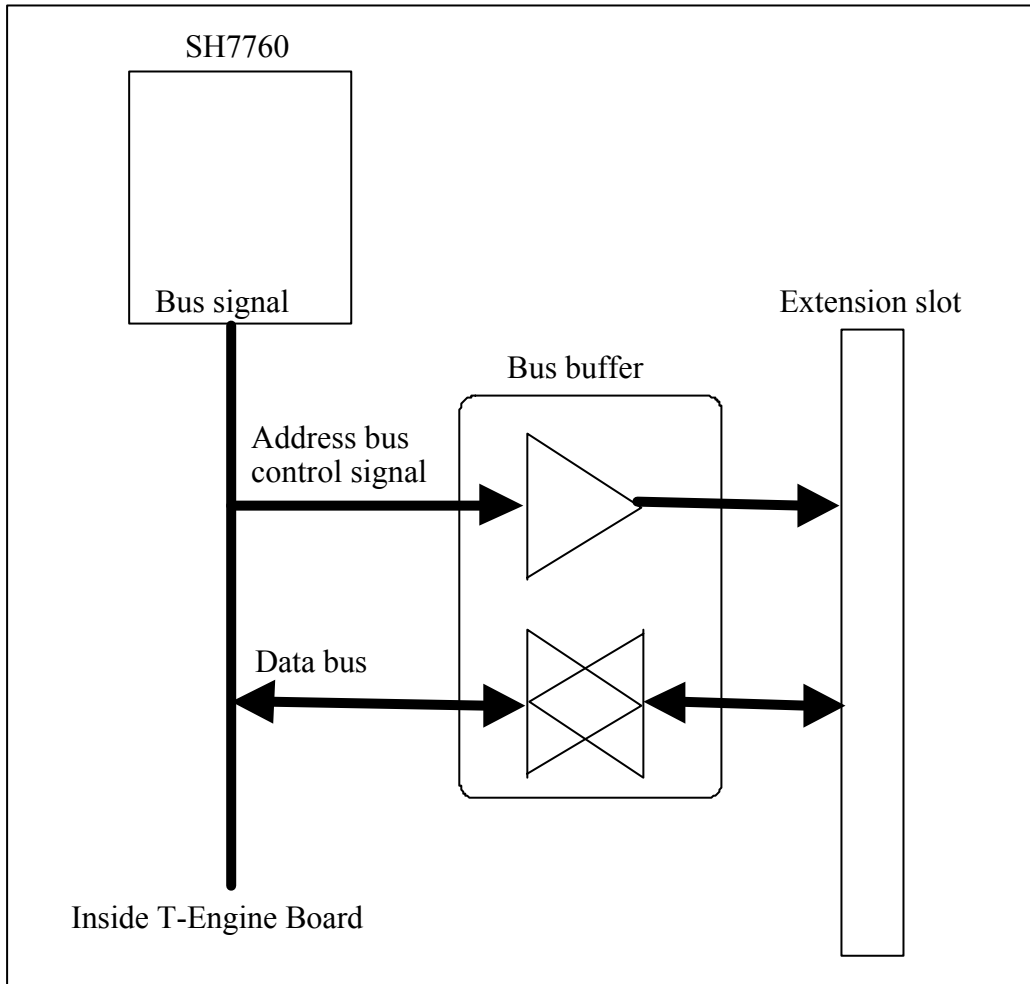 SH7760
Bus signal
Extension slot
Bus buffer
Address bus
control signal
Data bus
Inside T-Engine Board